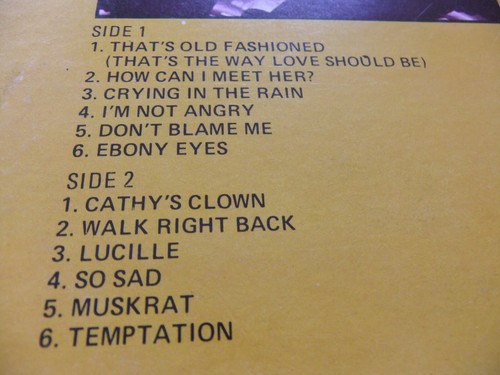 SIDE 1
1. THAT'S OLD FASHIONED
(THAT'S THE WAY LOVE SHOULD BE)
2. HOW CAN I MEET HER?
3. CRYING IN THE RAIN
4. I'M NOT ANGRY
5. DON'T BLAME ME
6. EBONY EYES
SIDE 2
1. CATHY'S CLOWN
2. WALK RIGHT BACK
3. LUCILLE
4. SO SAD
5. MUSKRAT
6. TEMPTATION